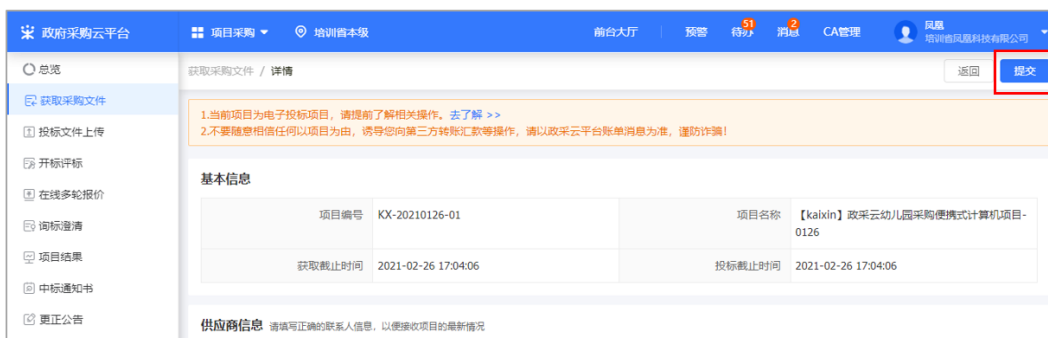 政府采购云平台
项目采购
培训省本级
前台大厅
预警
待办
51
消息
2
CA管理
凤凰
培训省凤凰科技有限公司
总览
获取采购文件
投标文件上传
开标评标
在线多轮报价
询标澄清
项目结果
中标通知书
更正公告
获取采购文件 / 详情
返回
提交
1.当前项目为电子投标项目，请提前了解相关操作。去了解 >>
2.不要随意相信任何以项目为由，诱导您向第三方转账汇款等操作，请以政采云平台账单消息为准，谨防诈骗！
基本信息
项目编号 KX-20210126-01
项目名称 【kaixin】政采云幼儿园采购便携式计算机项目-
0126
获取截止时间 2021-02-26 17:04:06
投标截止时间 2021-02-26 17:04:06
供应商信息 请填写正确的联系人信息，以便接收项目的最新情况